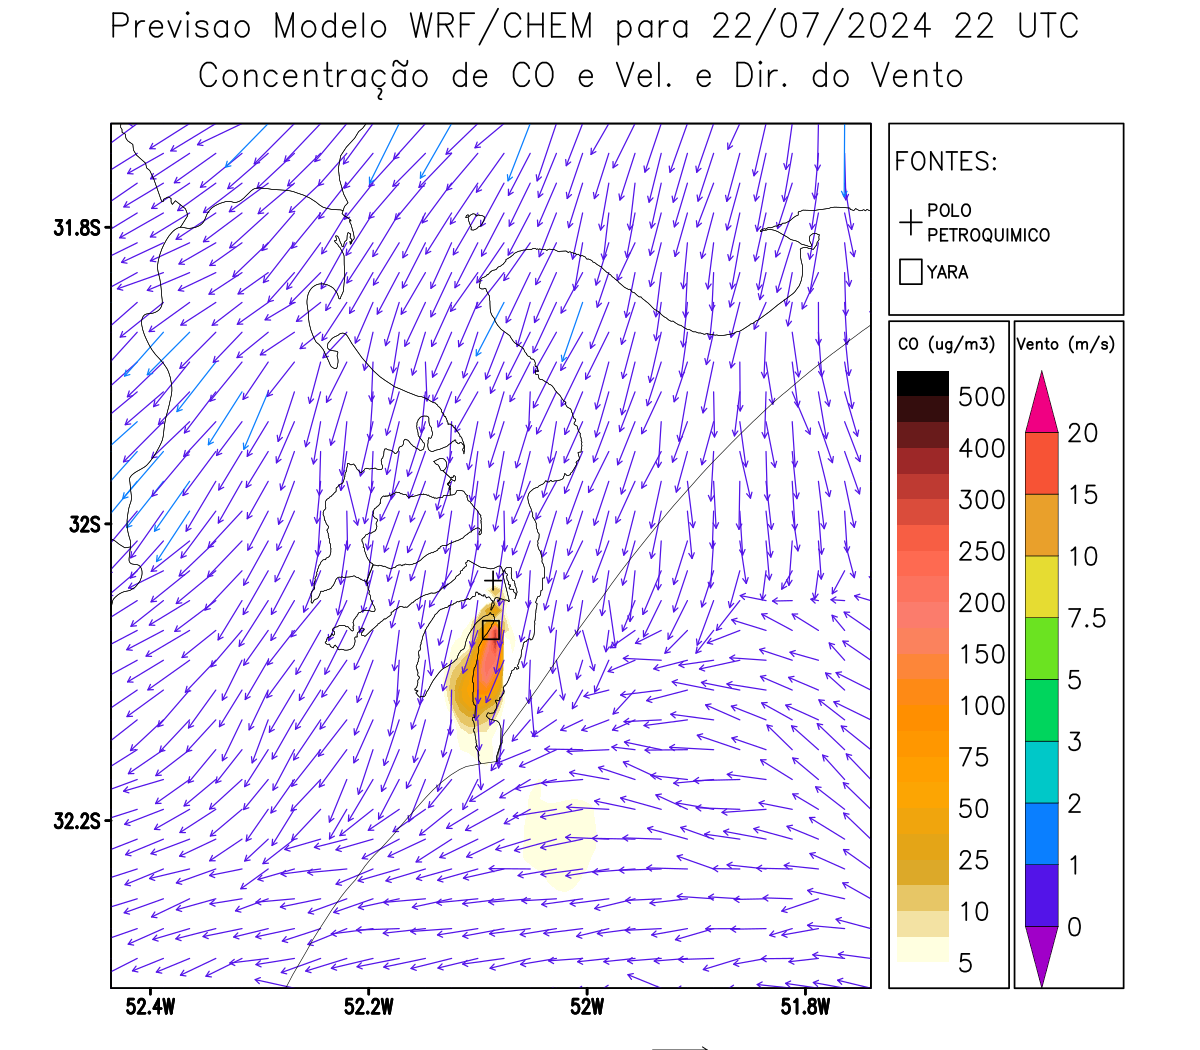 Previsao Modelo WRF/CHEM para 22/07/2024 22 UTC
Concentração de CO e Vel. e Dir. do Vento
FONTES:
POLO
PETROQUIMICO
YARA
CO (ug/m3)
500
400
300
250
200
150
100
75
50
25
10
5
Vento (m/s)
20
15
10
7.5
5
3
2
1
0
31.8S
32S
32.2S
52.4W
52.2W
52W
51.8W